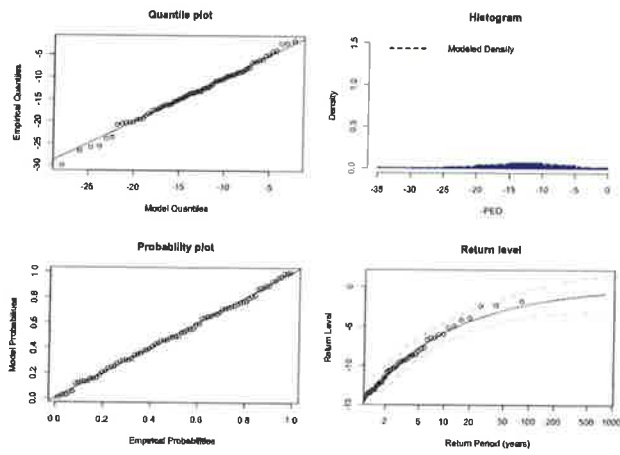 Quantile plot
Empirical Quantiles
-5
-10
-15
-20
-25
-30
-25 -20 -15 -10 -5
Model Quantiles
Histogram
Modeled Density
Density
1.5
1.0
0.5
0.0
-35 -30 -25 -20 -15 -10 -5 0
-PED
Probability plot
Model Probabilities
1.0
0.8
0.6
0.4
0.2
0.0
0.0 0.2 0.4 0.6 0.8 1.0
Empirical Probabilities
Return level
Return Level
0
-5
-10
-15
2 5 10 20 50 100 200 500 1000
Return Period (years)